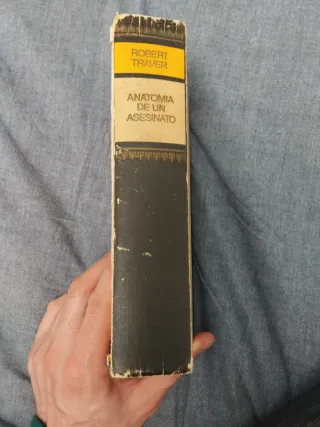 ROBERT
TRAVER
ANATOMIA
DE UN
ASESINATO